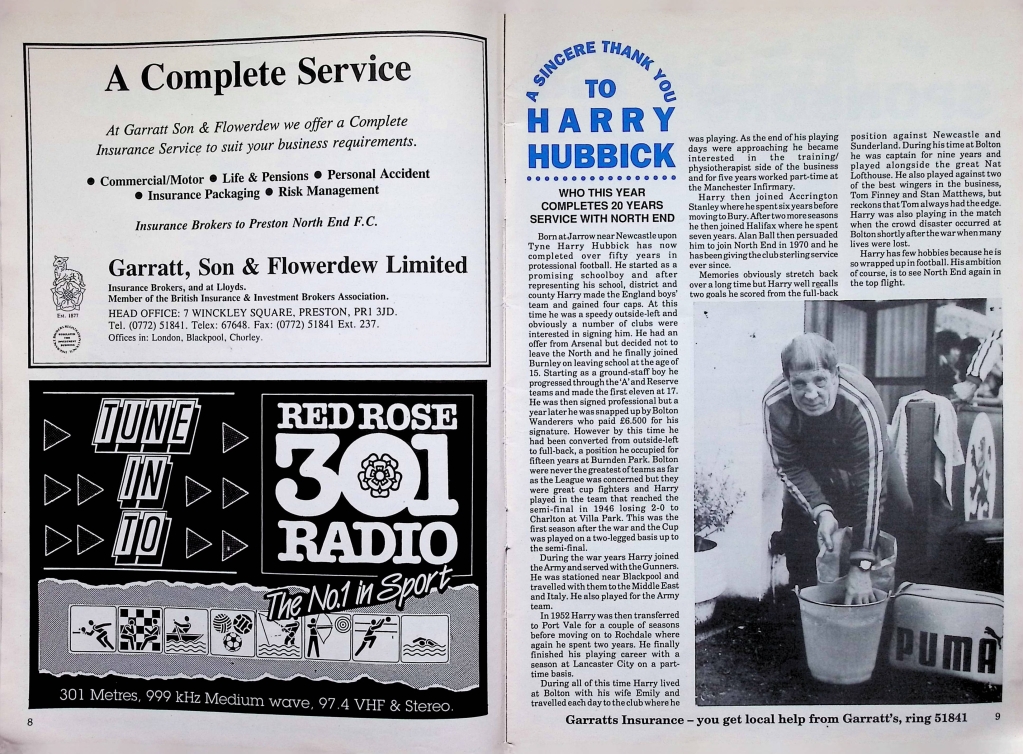 A Complete Service
At Garratt Son & Flowerdew we offer a Complete
Insurance Service to suit your business requirements.
● Commercial/Motor ● Life & Pensions ● Personal Accident
● Insurance Packaging ● Risk Management
Insurance Brokers to Preston North End F.C.
Garratt, Son & Flowerdew Limited
Insurance Brokers, and at Lloyds.
Member of the British Insurance & Investment Brokers Association.
HEAD OFFICE: 7 WINCKLEY SQUARE, PRESTON, PR1 3JD.
Tel. (0772) 51841. Telex: 67648. Fax: (0772) 51841 Ext. 237.
Offices in: London, Blackpool, Chorley.
Est. 1877
TUNE
IN
TO
RED ROSE
301
RADIO
The No.1 in Sport
301 Metres, 999 kHz Medium wave, 97.4 VHF & Stereo.
8
A SINCERE THANK YOU
TO
HARRY
HUBBICK
WHO THIS YEAR
COMPLETES 20 YEARS
SERVICE WITH NORTH END
Born at Jarrow near Newcastle upon
Tyne Harry Hubbick has now
completed over fifty years in
protessional football. He started as a
promising schoolboy and after
representing his school, district and
county Harry made the England boys'
team and gained four caps. At this
time he was a speedy outside-left and
obviously a number of clubs were
interested in signing him. He had an
offer from Arsenal but decided not to
leave the North and he finally joined
Burnley on leaving school at the age of
15. Starting as a ground-staff boy he
progressed through the 'A' and Reserve
teams and made the first eleven at 17.
He was then signed professional but a
year later he was snapped up by Bolton
Wanderers who paid £6.500 for his
signature. However by this time he
had been converted from outside-left
to full-back, a position he occupied for
fifteen years at Burnden Park. Bolton
were never the greatest of teams as far
as the League was concerned but they
were great cup fighters and Harry
played in the team that reached the
semi-final in 1946 losing 2-0 to
Charlton at Villa Park. This was the
first season after the war and the Cup
was played on a two-legged basis up to
the semi-final.
During the war years Harry joined
the Army and served with the Gunners.
He was stationed near Blackpool and
travelled with them to the Middle East
and Italy. He also played for the Army
team.
In 1952 Harry was then transferred
to Port Vale for a couple of seasons
before moving on to Rochdale where
again he spent two years. He finally
finished his playing career with a
season at Lancaster City on a part-
time basis.
During all of this time Harry lived
at Bolton with his wife Emily and
travelled each day to the club where he
was playing. As the end of his playing
days were approaching he became
interested in the training/
physiotherapist side of the business
and for five years worked part-time at
the Manchester Infirmary.
Harry then joined Accrington
Stanley where he spent six years before
moving to Bury. After two more seasons
he then joined Halifax where he spent
seven years. Alan Ball then persuaded
him to join North End in 1970 and he
has been giving the club sterling service
ever since.
Memories obviously stretch back
over a long time but Harry well recalls
two goals he scored from the full-back
position against Newcastle and
Sunderland. During his time at Bolton
he was captain for nine years and
played alongside the great Nat
Lofthouse. He also played against two
of the best wingers in the business,
Tom Finney and Stan Matthews, but
reckons that Tom always had the edge.
Harry was also playing in the match
when the crowd disaster occurred at
Bolton shortly after the war when many
lives were lost.
Harry has few hobbies because he is
so wrapped up in football. His ambition
of course, is to see North End again in
the top flight.
PUMA
Garratts Insurance – you get local help from Garratt's, ring 51841
9